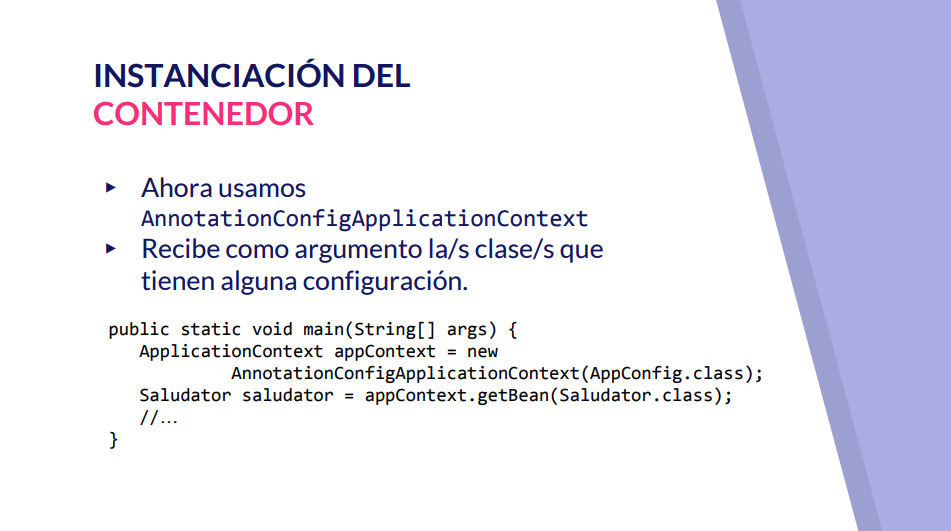 INSTANCIACIÓN DEL
CONTENEDOR
▸ Ahora usamos
AnnotationConfigApplicationContext
▸ Recibe como argumento la/s clase/s que
tienen alguna configuración.
public static void main(String[] args) {
   ApplicationContext appContext = new
            AnnotationConfigApplicationContext(AppConfig.class);
   Saludator saludator = appContext.getBean(Saludator.class);
   //…
}